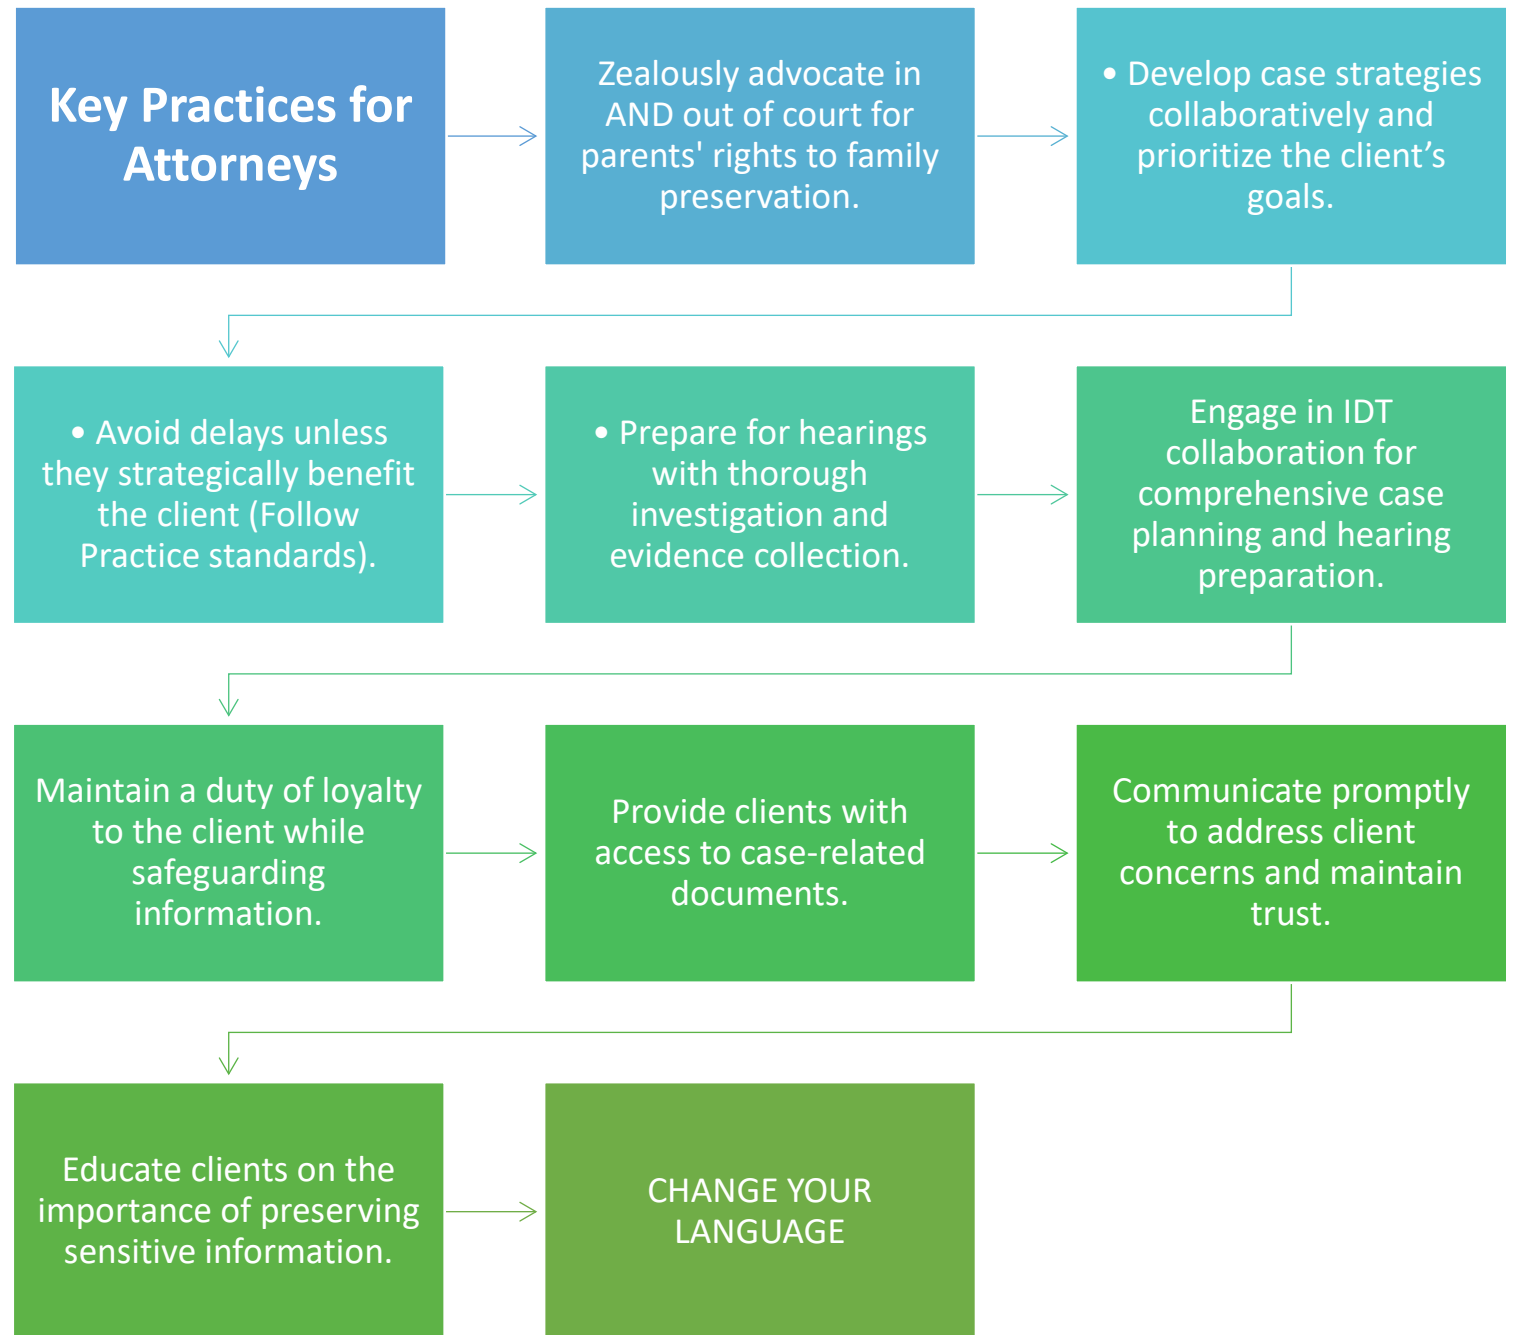 Key Practices for
Attorneys
Zealously advocate in
AND out of court for
parents' rights to family
preservation.
• Develop case strategies
collaboratively and
prioritize the client’s
goals.
• Avoid delays unless
they strategically benefit
the client (Follow
Practice standards).
• Prepare for hearings
with thorough
investigation and
evidence collection.
Engage in IDT
collaboration for
comprehensive case
planning and hearing
preparation.
Maintain a duty of loyalty
to the client while
safeguarding
information.
Provide clients with
access to case-related
documents.
Communicate promptly
to address client
concerns and maintain
trust.
Educate clients on the
importance of preserving
sensitive information.
CHANGE YOUR
LANGUAGE